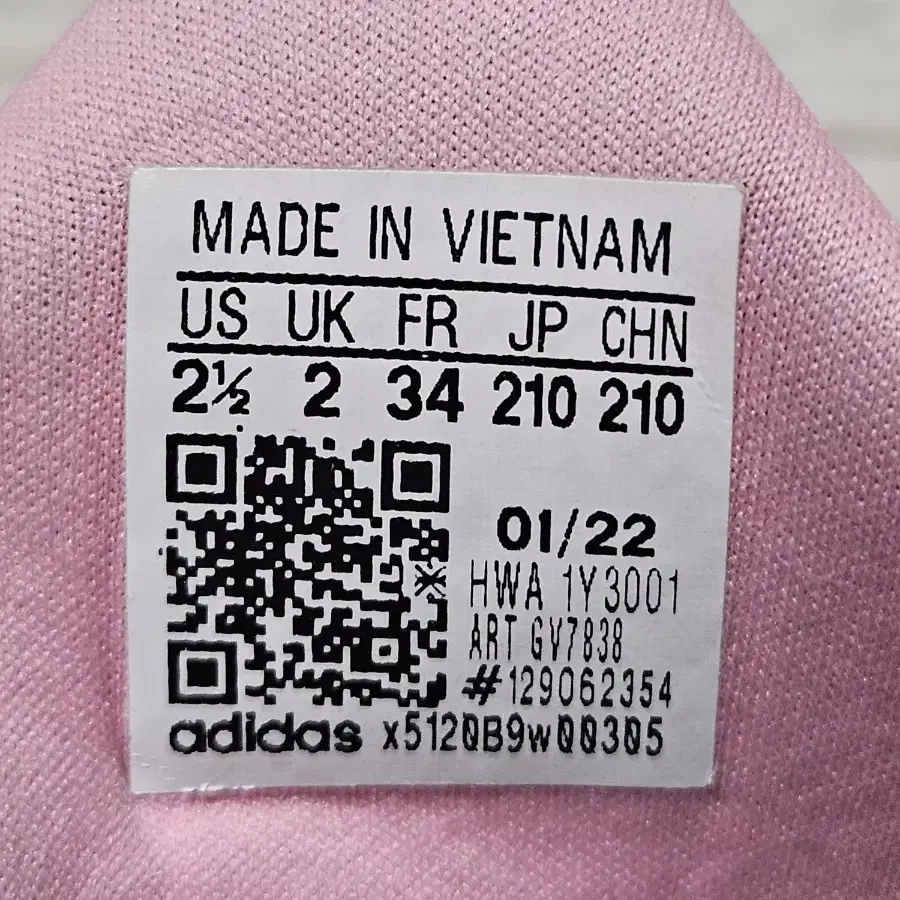 MADE IN VIETNAM
US UK FR JP CHN
2½ 2 34 210 210
01/22
HWA 1Y3001
ART GV7838
#129062354
adidas x5120B9w00305